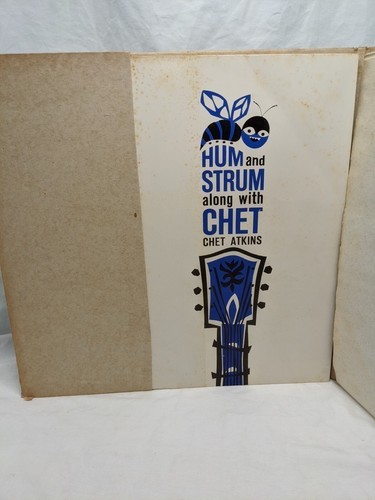 HUM and
STRUM
along with
CHET
CHET ATKINS